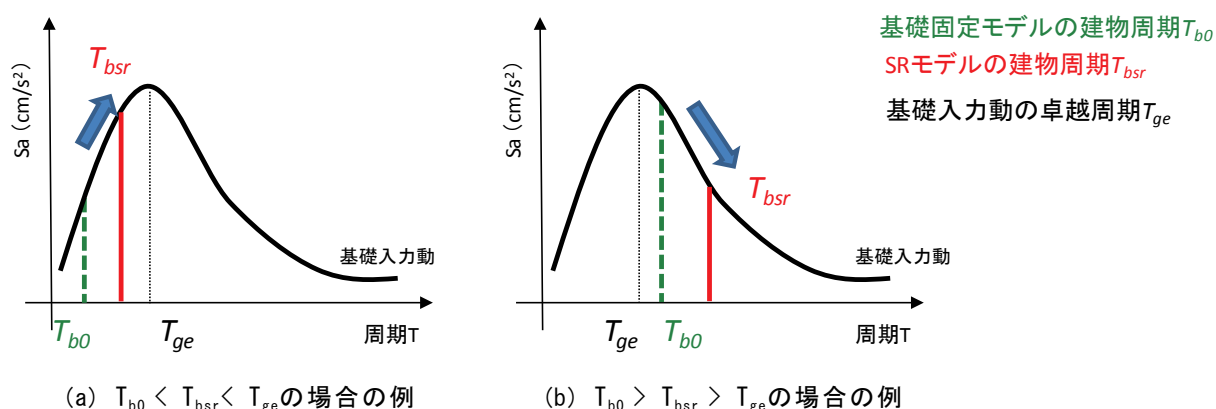 基礎固定モデルの建物周期Tb0
SRモデルの建物周期Tbsr
基礎入力動の卓越周期Tge
Sa (cm/s²)
Tbsr
基礎入力動
Tb0
Tge
周期T
(a) Tb0 < Tbsr< Tgeの場合の例
Sa (cm/s²)
Tbsr
基礎入力動
Tge
Tb0
周期T
(b) Tb0 > Tbsr > Tgeの場合の例